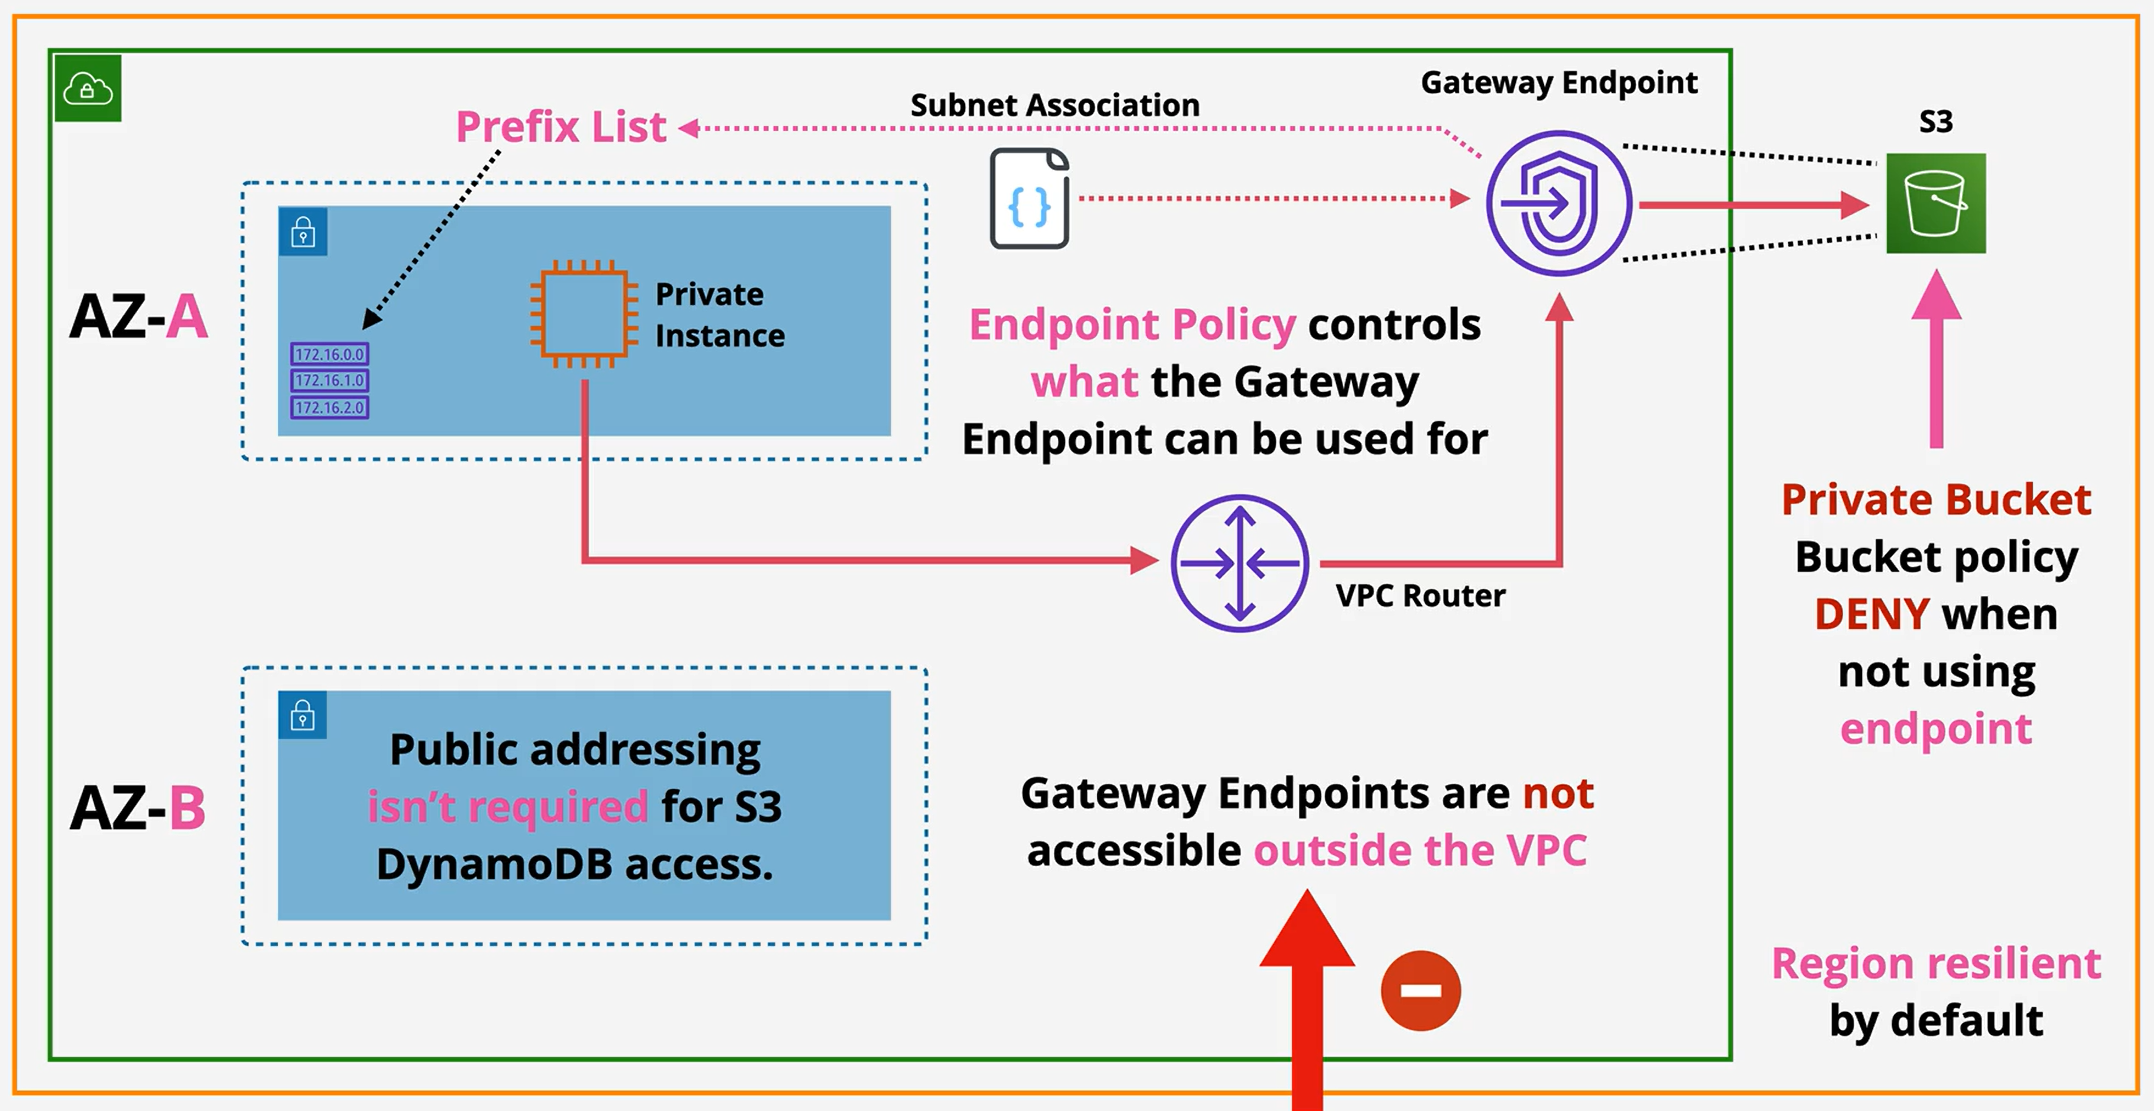 Gateway Endpoint
Subnet Association
Prefix List
S3
{ }
AZ-A
Private
Instance
172.16.0.0
172.16.1.0
172.16.2.0
Endpoint Policy controls
what the Gateway
Endpoint can be used for
VPC Router
Private Bucket
Bucket policy
DENY when
not using
endpoint
AZ-B
Public addressing
isn’t required for S3
DynamoDB access.
Gateway Endpoints are not
accessible outside the VPC
Region resilient
by default